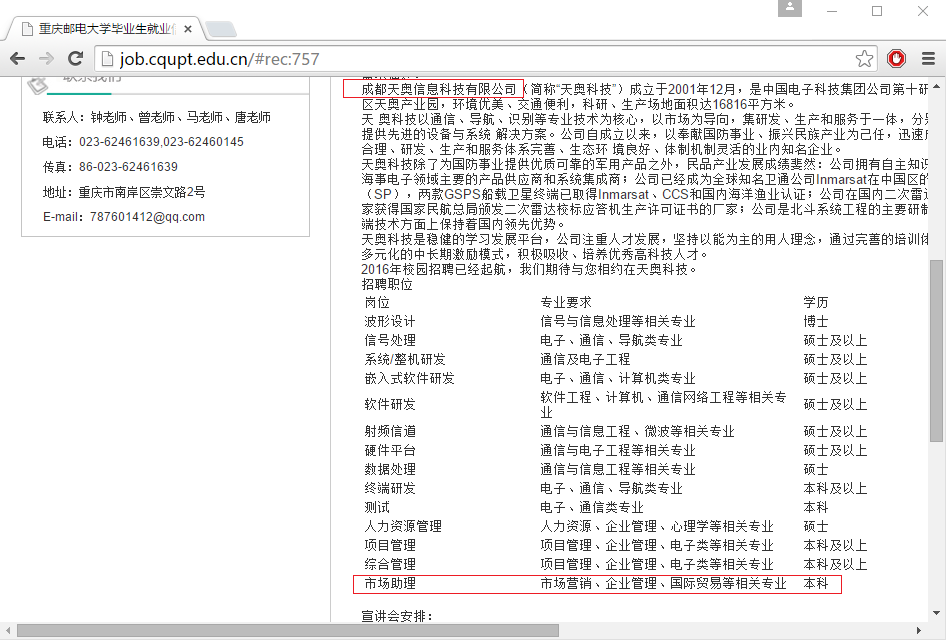 重庆邮电大学毕业生就业
job.cqupt.edu.cn/#rec:757
联系我们
联系人：钟老师、曾老师、马老师、唐老师
电话：023-62461639,023-62460145
传真：86-023-62461639
地址：重庆市南岸区崇文路2号
E-mail：787601412@qq.com
成都天奥信息科技有限公司（简称“天奥科技”）成立于2001年12月，是中国电子科技集团公司第十研
区天奥产业园，环境优美、交通便利，科研、生产场地面积达16816平方米。
天 奥科技以通信、导航、识别等专业技术为核心，以市场为导向，集研发、生产和服务于一体，分别
提供先进的设备与系统 解决方案。公司自成立以来，以奉献国防事业、振兴民族产业为己任，迅速成
合理、研发、生产和服务体系完善、生态环 境良好、体制机制灵活的业内知名企业。
天奥科技除了为国防事业提供优质可靠的军用产品之外，民品产业发展成绩斐然：公司拥有自主知识
海事电子领域主要的产品供应商和系统集成商；公司已经成为全球知名卫通公司Inmarsat在中国区的
（SP），两款GSPS船载卫星终端已取得Inmarsat、CCS和国内海洋渔业认证；公司在国内二次雷达
家获得国家民航总局颁发二次雷达校标应答机生产许可证书的厂家；公司是北斗系统工程的主要研制
端技术方面上保持着国内领先优势。
天奥科技是稳健的学习发展平台，公司注重人才发展，坚持以能为主的用人理念，通过完善的培训体
多元化的中长期激励模式，积极吸收、培养优秀高科技人才。
2016年校园招聘已经起航，我们期待与您相约在天奥科技。
招聘职位
岗位 专业要求 学历
波形设计 信号与信息处理等相关专业 博士
信号处理 电子、通信、导航类专业 硕士及以上
系统/整机研发 通信及电子工程 硕士及以上
嵌入式软件研发 电子、通信、计算机类专业 硕士及以上
软件研发 软件工程、计算机、通信网络工程等相关专业 硕士及以上
射频信道 通信与信息工程、微波等相关专业 硕士及以上
硬件平台 通信与电子工程等相关专业 硕士及以上
数据处理 通信与信息工程等相关专业 硕士
终端研发 电子、通信、导航类专业 本科及以上
测试 电子、通信类专业 本科
人力资源管理 人力资源、企业管理、心理学等相关专业 硕士
项目管理 项目管理、企业管理、电子类等相关专业 本科及以上
综合管理 项目管理、企业管理、电子类等相关专业 本科及以上
市场助理 市场营销、企业管理、国际贸易等相关专业 本科
宣讲会安排：